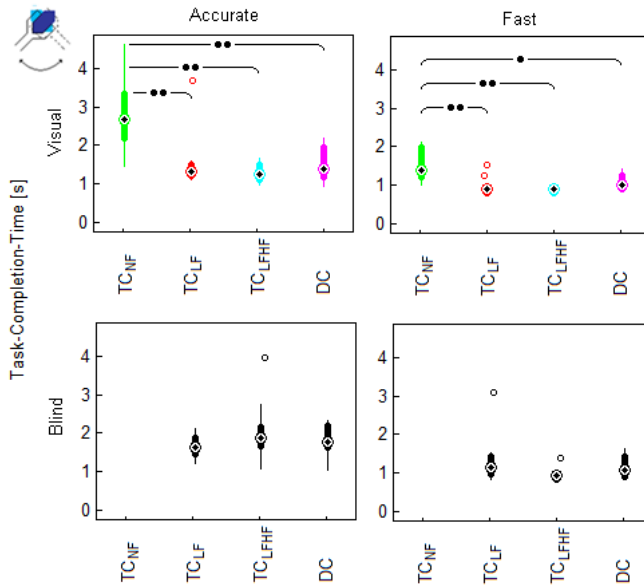 Accurate Fast
Task-Completion-Time [s]
Visual
4
3
2
1
0
TC_NF TC_LF TC_LFHF DC
4
3
2
1
0
TC_NF TC_LF TC_LFHF DC
Blind
4
3
2
1
0
TC_NF TC_LF TC_LFHF DC
4
3
2
1
0
TC_NF TC_LF TC_LFHF DC